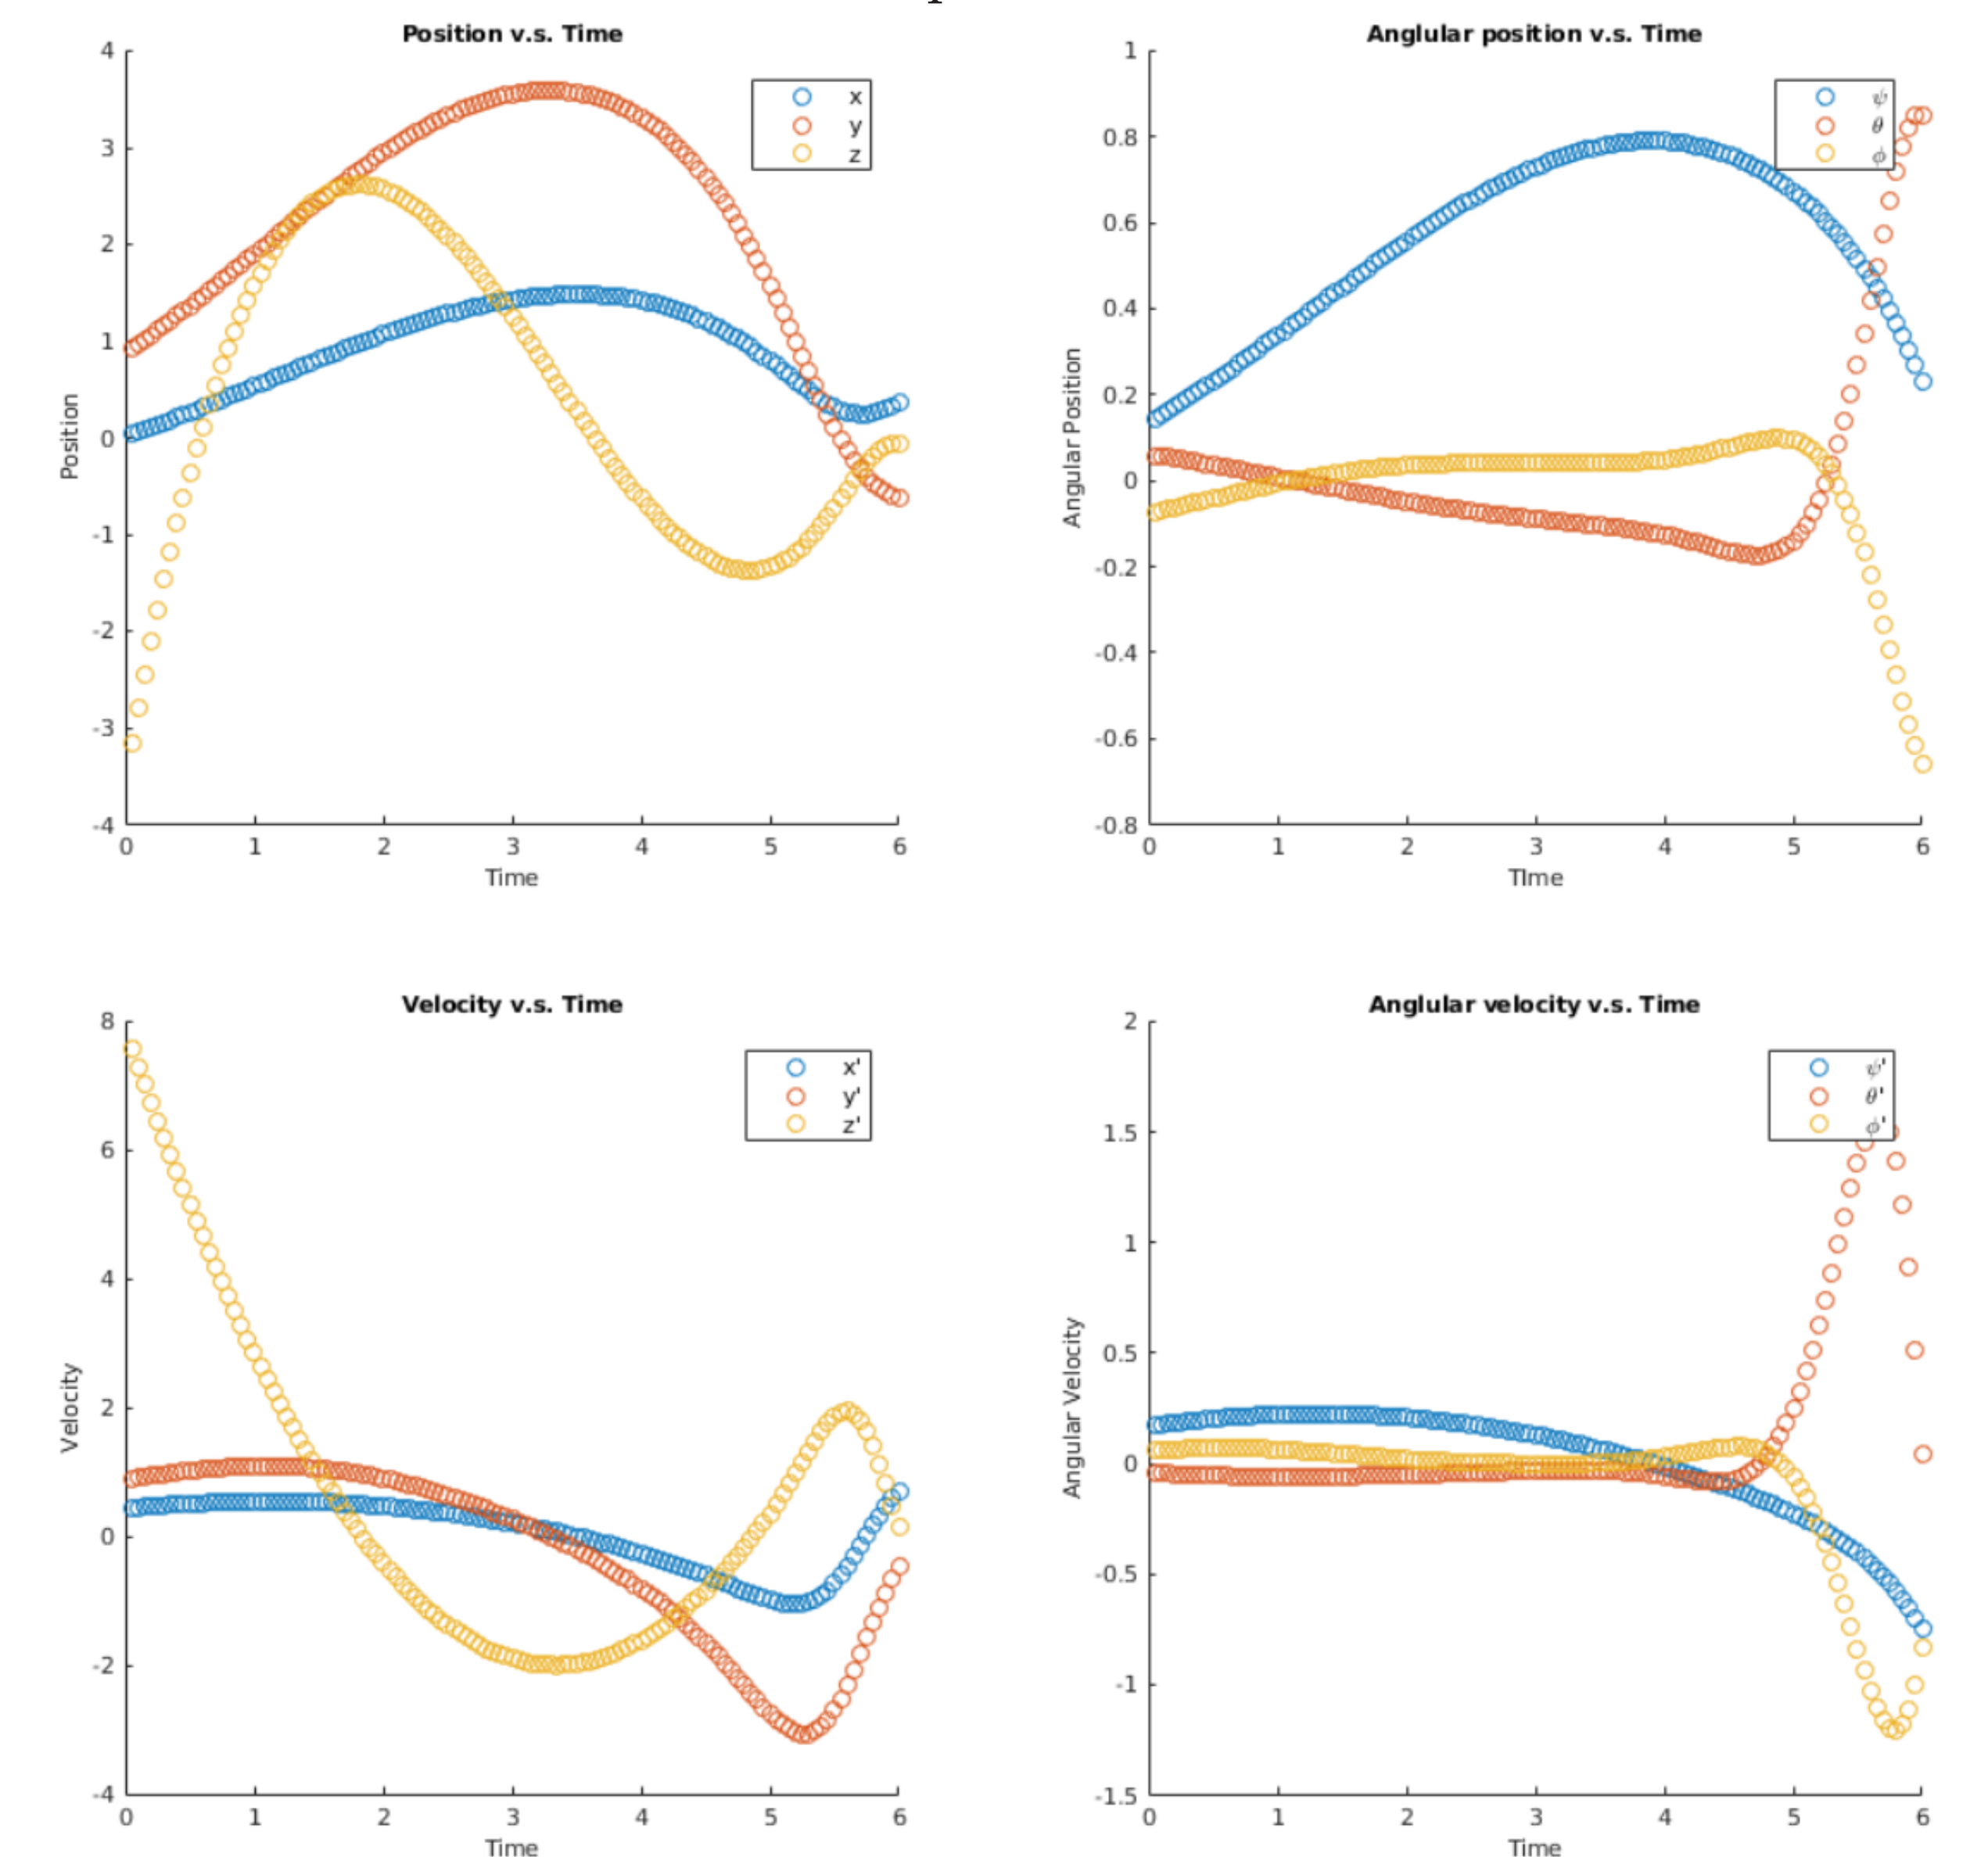 Position v.s. Time
4
3
2
1
0
-1
-2
-3
-4
0 1 2 3 4 5 6
Position
Time
x
y
z
Anglular position v.s. Time
1
0.8
0.6
0.4
0.2
0
-0.2
-0.4
-0.6
-0.8
0 1 2 3 4 5 6
Angular Position
TIme
ψ
θ
ϕ
Velocity v.s. Time
8
6
4
2
0
-2
-4
0 1 2 3 4 5 6
Velocity
Time
x'
y'
z'
Anglular velocity v.s. Time
2
1.5
1
0.5
0
-0.5
-1
-1.5
0 1 2 3 4 5 6
Angular Velocity
Time
ψ'
θ'
ϕ'